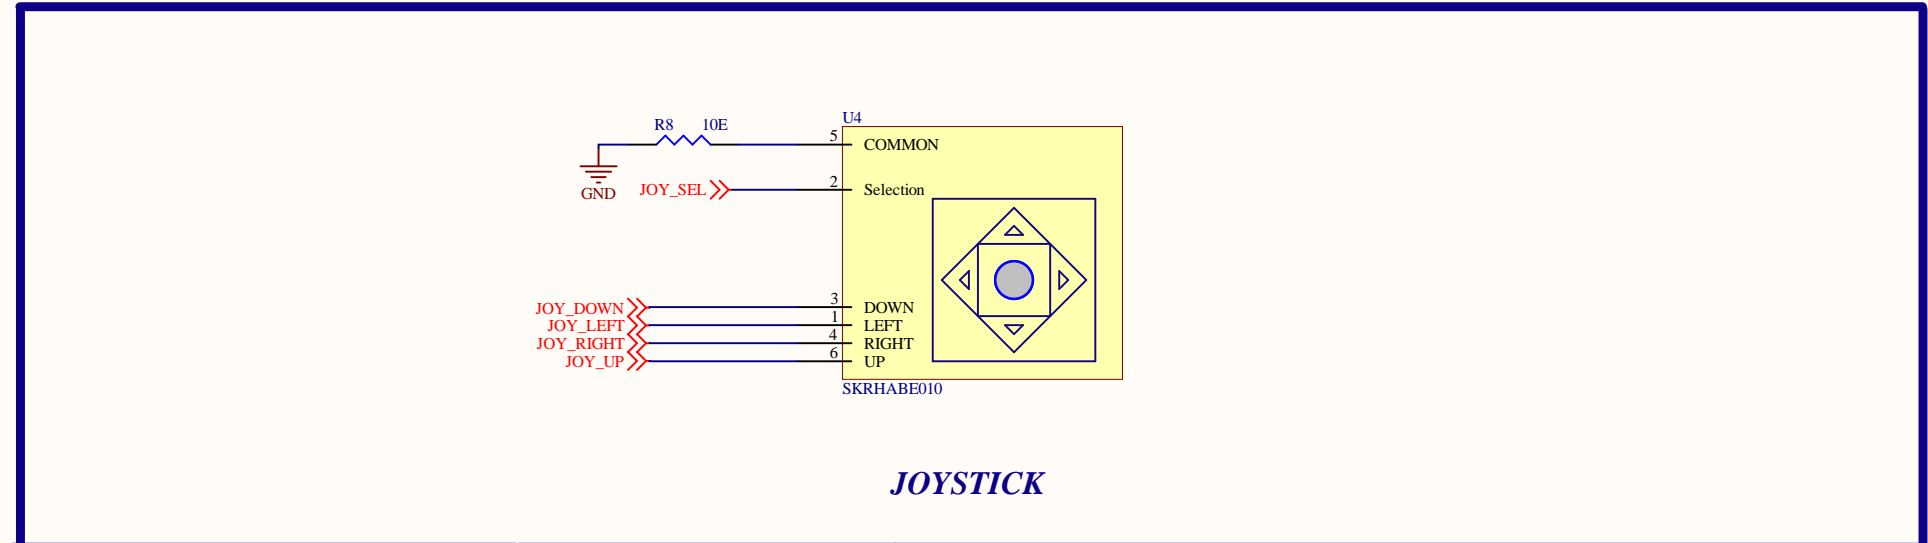 U4
R8 10E
5 COMMON
GND
JOY_SEL 2 Selection
JOY_DOWN 3 DOWN
JOY_LEFT 1 LEFT
JOY_RIGHT 4 RIGHT
JOY_UP 6 UP
SKRHABE010
JOYSTICK